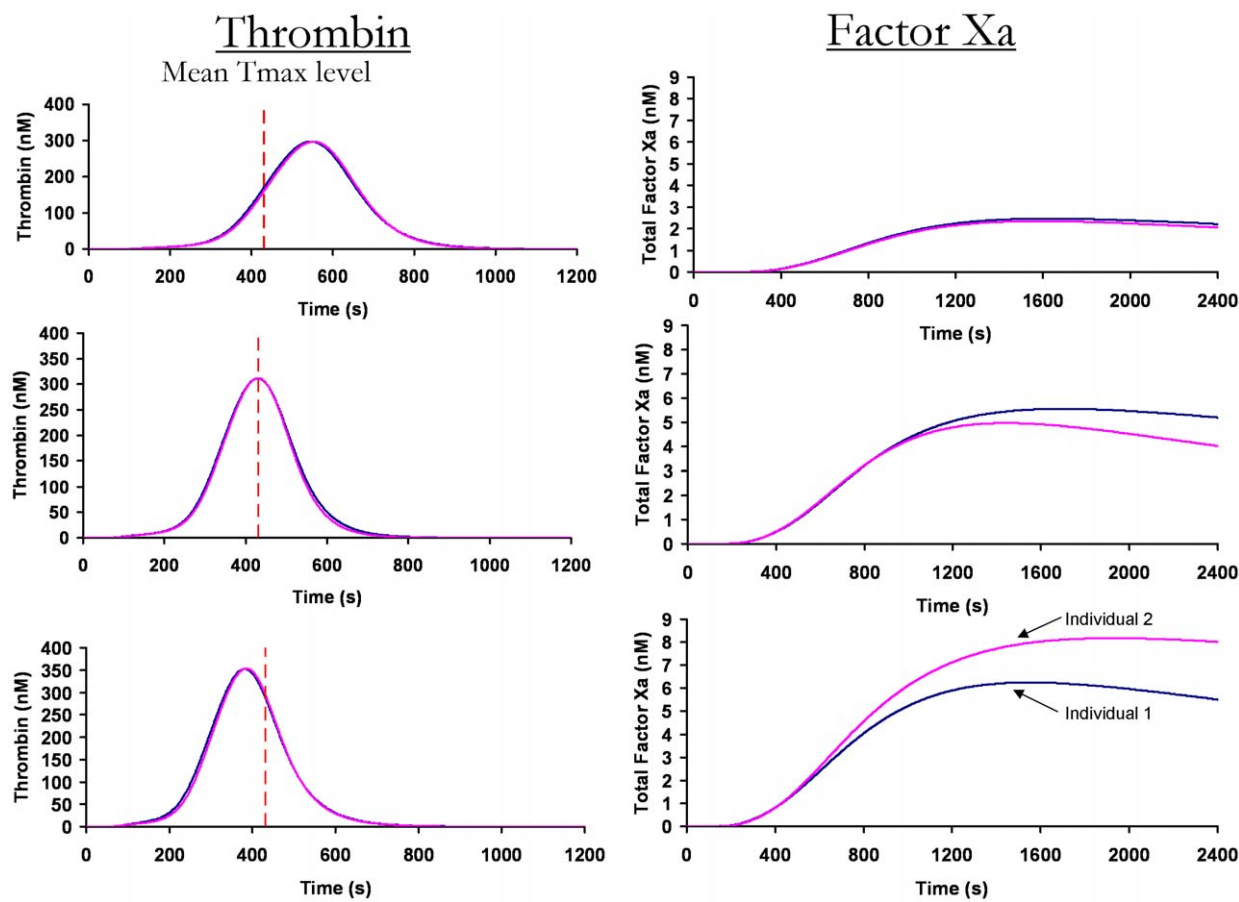 Thrombin
Factor Xa
Mean Tmax level
Thrombin (nM)
400
300
200
100
0
0 200 400 600 800 1000 1200
Time (s)
Total Factor Xa (nM)
9
8
7
6
5
4
3
2
1
0
0 400 800 1200 1600 2000 2400
Time (s)
Thrombin (nM)
400
350
300
250
200
150
100
50
0
0 200 400 600 800 1000 1200
Time (s)
Total Factor Xa (nM)
9
8
7
6
5
4
3
2
1
0
0 400 800 1200 1600 2000 2400
Time (s)
Thrombin (nM)
400
350
300
250
200
150
100
50
0
0 200 400 600 800 1000 1200
Time (s)
Total Factor Xa (nM)
9
8
7
6
5
4
3
2
1
0
Individual 2
Individual 1
0 400 800 1200 1600 2000 2400
Time (s)